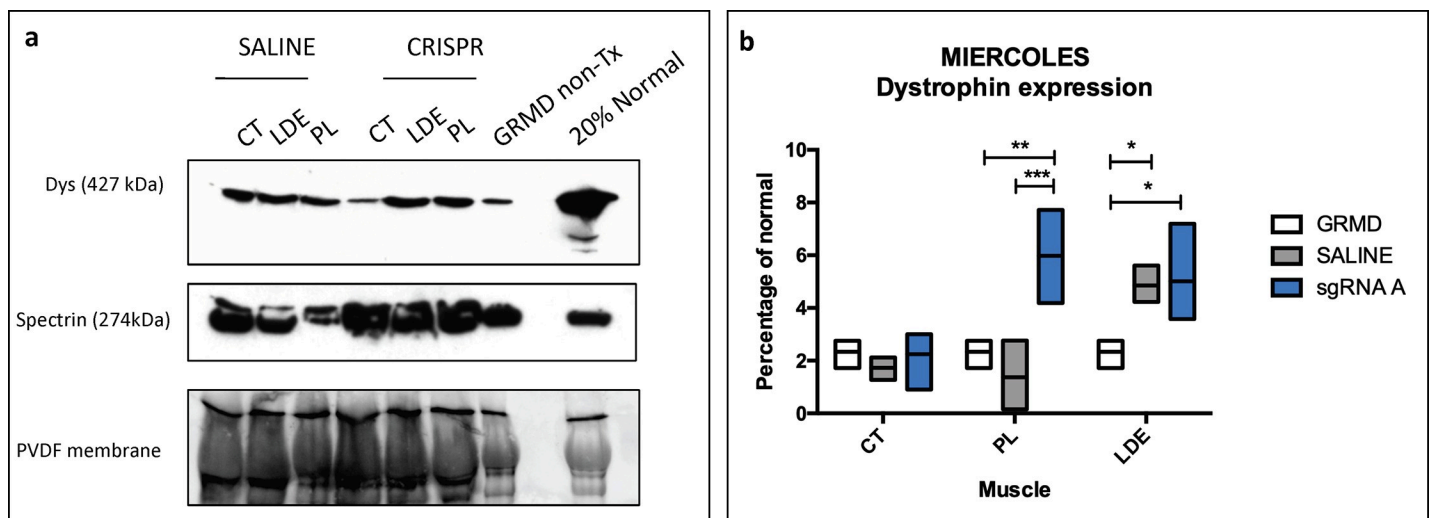 a
SALINE CRISPR
CT LDE PL CT LDE PL GRMD non-Tx 20% Normal
Dys (427 kDa)
Spectrin (274kDa)
PVDF membrane
b
MIERCOLES
Dystrophin expression
Percentage of normal
10
8
6
4
2
0
** *** * *
CT PL LDE
Muscle
GRMD
SALINE
sgRNA A